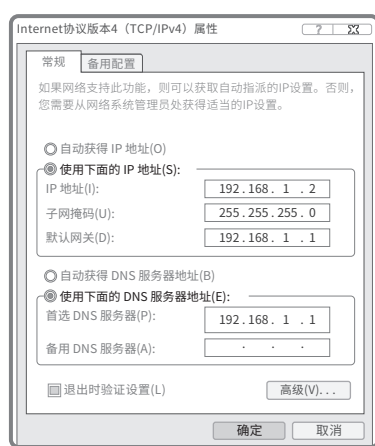 Internet协议版本4（TCP/IPv4）属性
常规 备用配置
如果网络支持此功能，则可以获取自动指派的IP设置。否则，
您需要从网络系统管理员处获得适当的IP设置。
自动获得 IP 地址(O)
使用下面的 IP 地址(S):
IP 地址(I): 192.168. 1 . 2
子网掩码(U): 255.255.255. 0
默认网关(D): 192.168. 1 . 1
自动获得 DNS 服务器地址(B)
使用下面的 DNS 服务器地址(E):
首选 DNS 服务器(P): 192.168. 1 . 1
备用 DNS 服务器(A): . . .
退出时验证设置(L) 高级(V)...
确定 取消